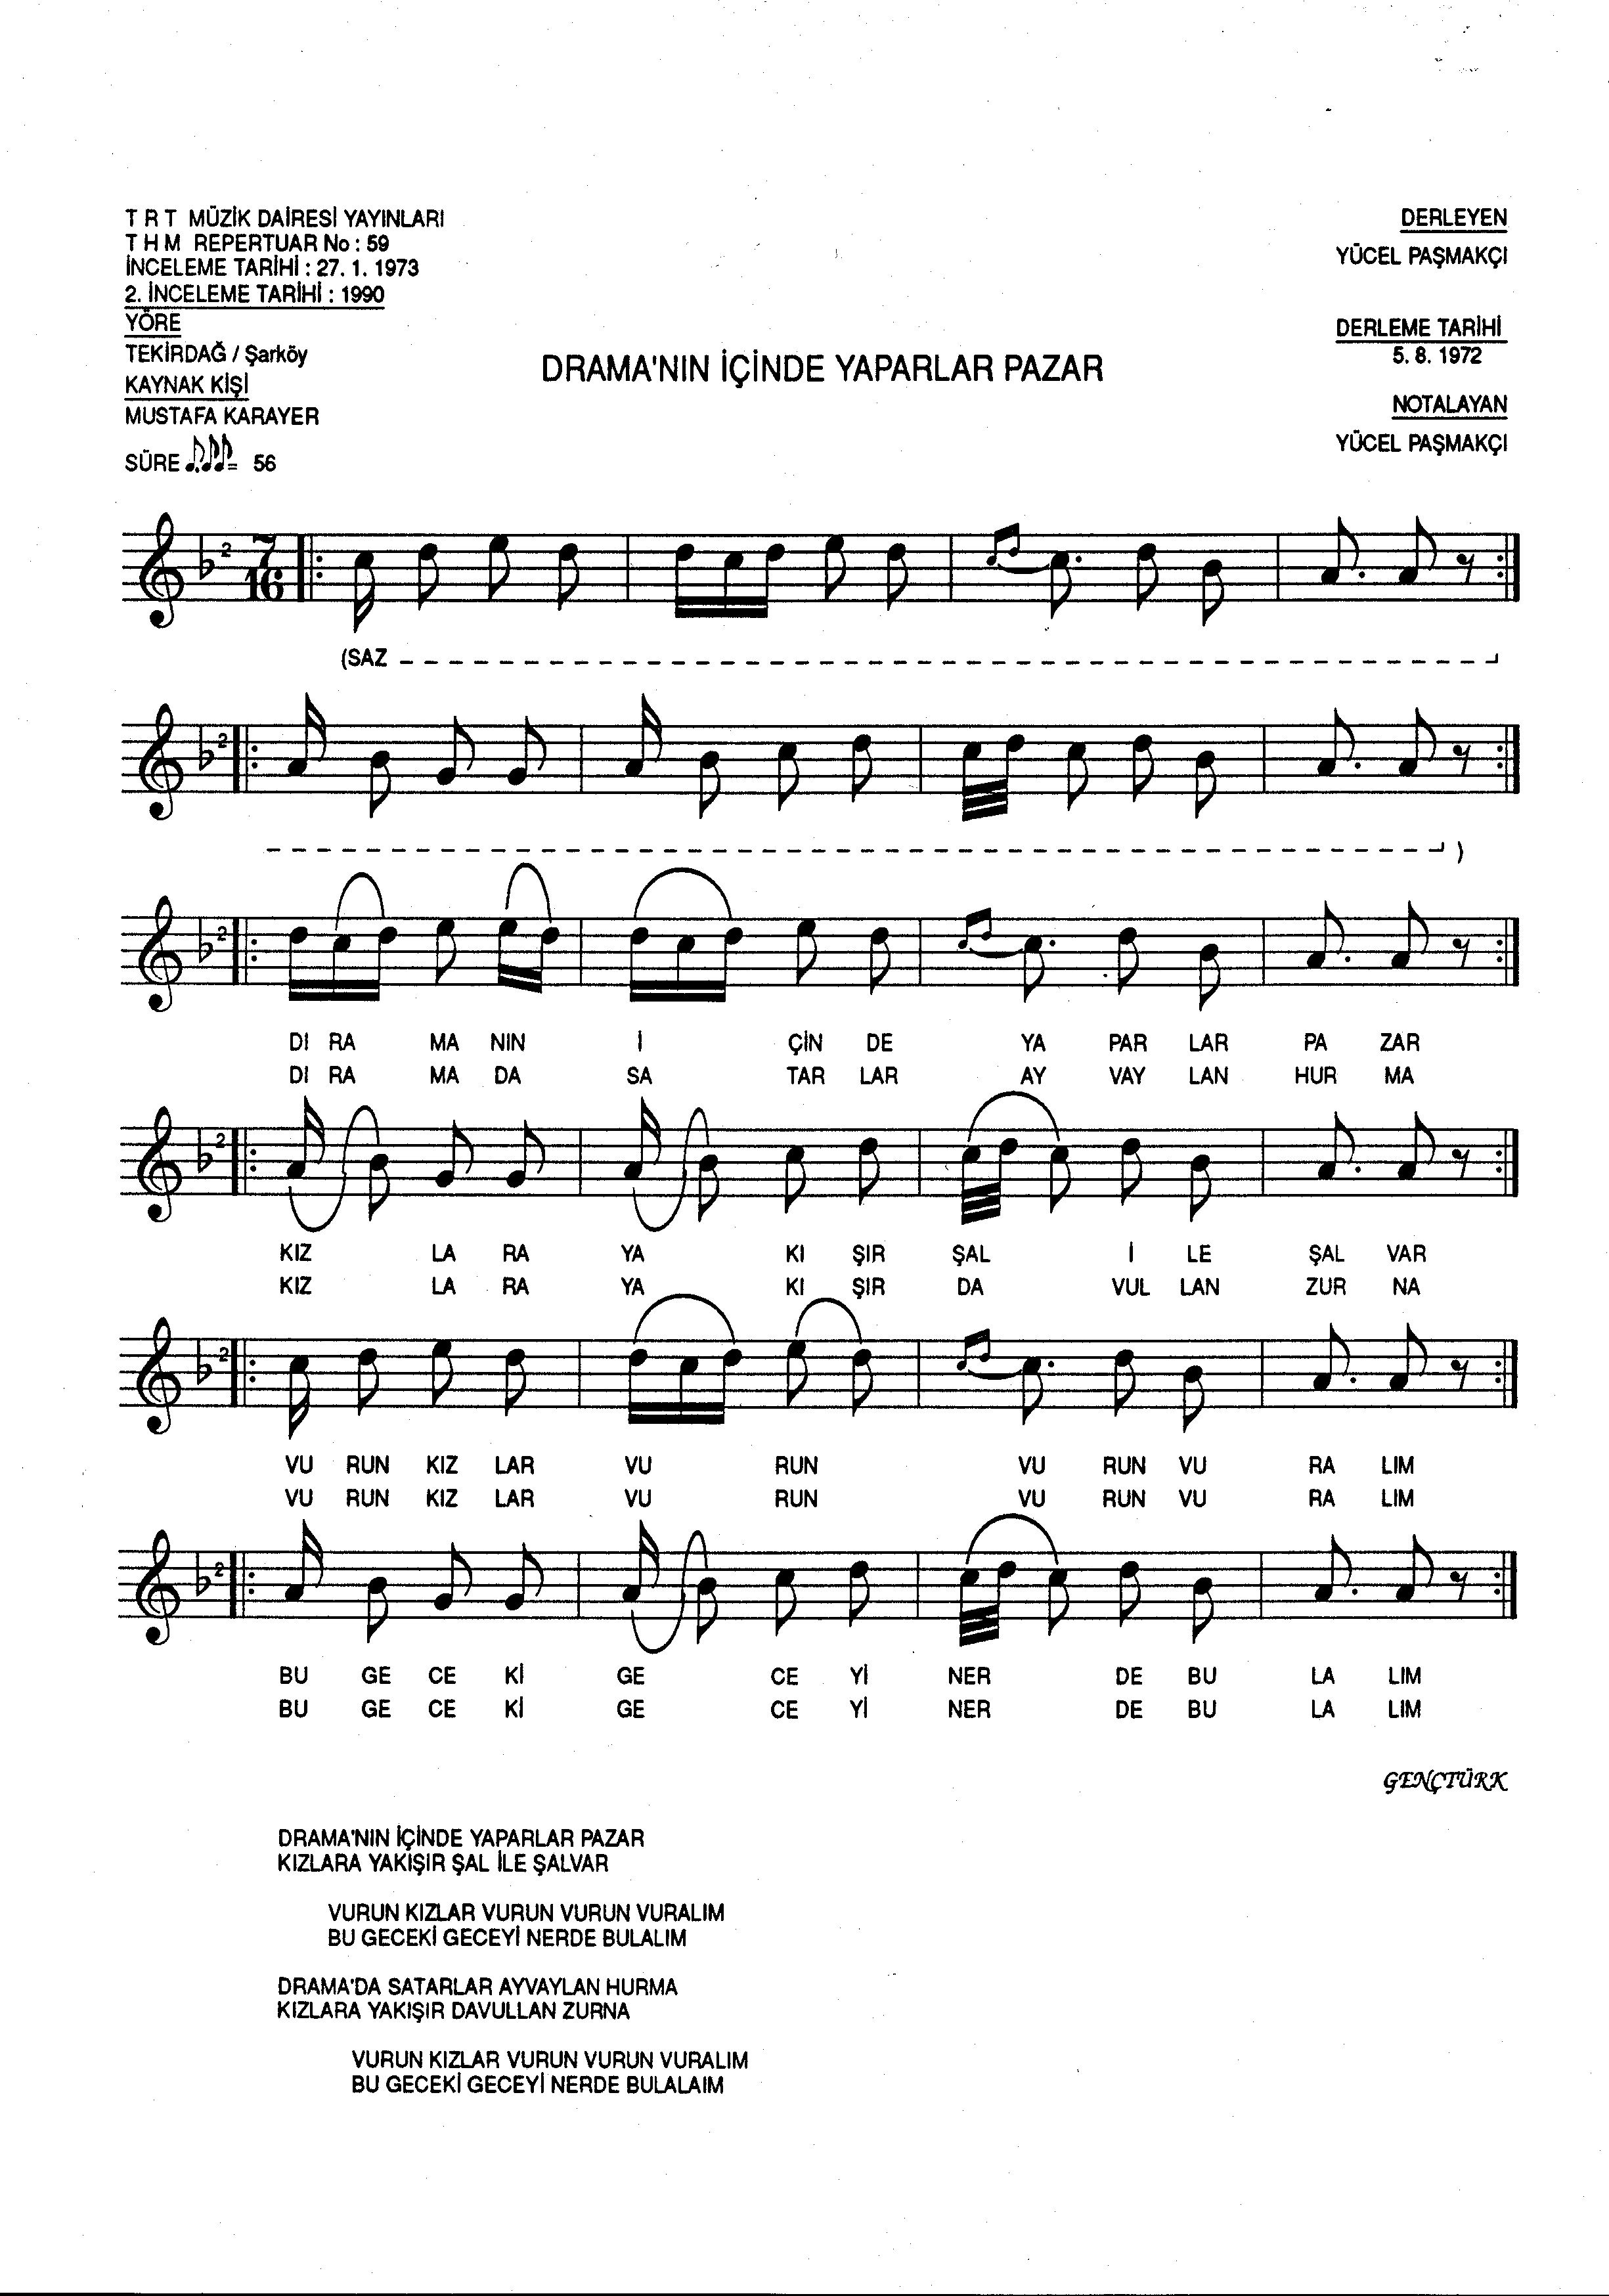 T R T MÜZİK DAİRESİ YAYINLARI
T H M REPERTUAR No : 59
İNCELEME TARİHİ : 27. 1. 1973
2. İNCELEME TARİHİ : 1990
YÖRE
TEKİRDAĞ / Şarköy
KAYNAK KİŞİ
MUSTAFA KARAYER
SÜRE = 56
DRAMA'NIN İÇİNDE YAPARLAR PAZAR
DERLEYEN
YÜCEL PAŞMAKÇI
DERLEME TARİHİ
5. 8. 1972
NOTALAYAN
YÜCEL PAŞMAKÇI
2 7 16
(SAZ
2
)
2
DI RA MA NIN İ ÇİN DE YA PAR LAR PA ZAR
DI RA MA DA SA TAR LAR AY VAY LAN HUR MA
2
KIZ LA RA YA KI ŞIR ŞAL İ LE ŞAL VAR
KIZ LA RA YA KI ŞIR DA VUL LAN ZUR NA
2
VU RUN KIZ LAR VU RUN VU RUN VU RA LIM
VU RUN KIZ LAR VU RUN VU RUN VU RA LIM
2
BU GE CE Kİ GE CE Yİ NER DE BU LA LIM
BU GE CE Kİ GE CE Yİ NER DE BU LA LIM
GENÇTÜRK
DRAMA'NIN İÇİNDE YAPARLAR PAZAR
KIZLARA YAKIŞIR ŞAL İLE ŞALVAR
VURUN KIZLAR VURUN VURUN VURALIM
BU GECEKİ GECEYİ NERDE BULALIM
DRAMA'DA SATARLAR AYVAYLAN HURMA
KIZLARA YAKIŞIR DAVULLAN ZURNA
VURUN KIZLAR VURUN VURUN VURALIM
BU GECEKİ GECEYİ NERDE BULALAIM